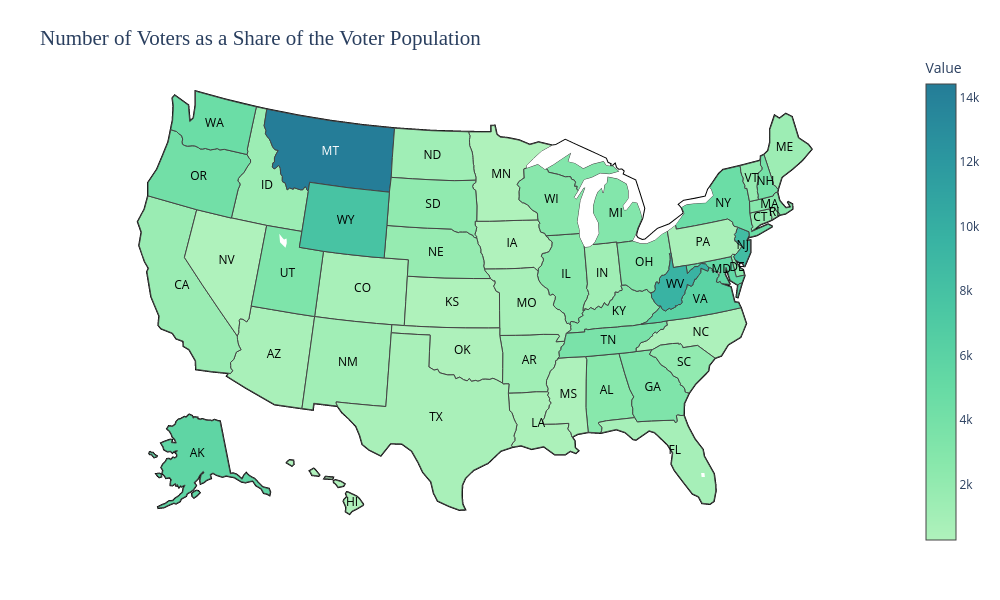 Number of Voters as a Share of the Voter Population
Value
14k
12k
10k
8k
6k
4k
2k
WA
OR
CA
ID
NV
MT
WY
UT
AZ
CO
NM
ND
SD
NE
KS
OK
TX
MN
IA
MO
AR
LA
WI
IL
MS
MI
IN
OH
KY
TN
AL
GA
FL
SC
NC
VA
WV
PA
NY
NJ
MD
DE
VT
NH
ME
MA
CT
RI
AK
HI